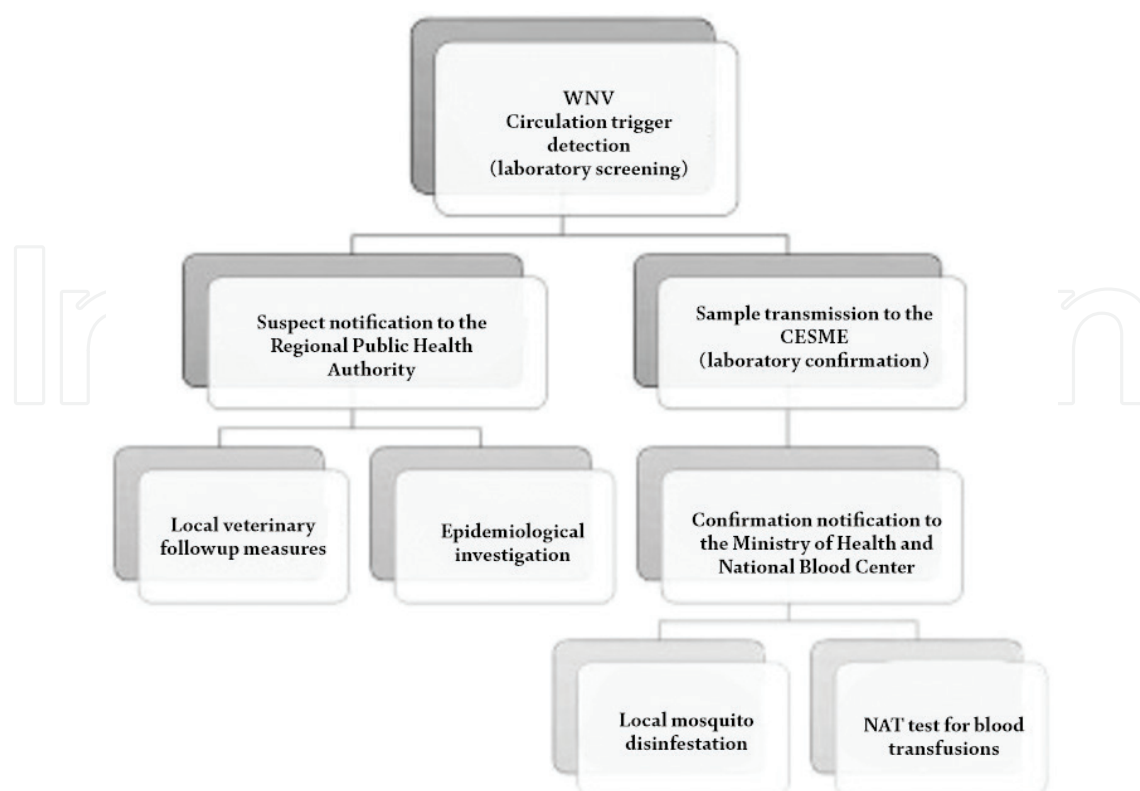 WNV
Circulation trigger
detection
(laboratory screening)
Suspect notification to the
Regional Public Health
Authority
Sample transmission to the
CESME
(laboratory confirmation)
Local veterinary
followup measures
Epidemiological
investigation
Confirmation notification to
the Ministry of Health and
National Blood Center
Local mosquito
disinfestation
NAT test for blood
transfusions